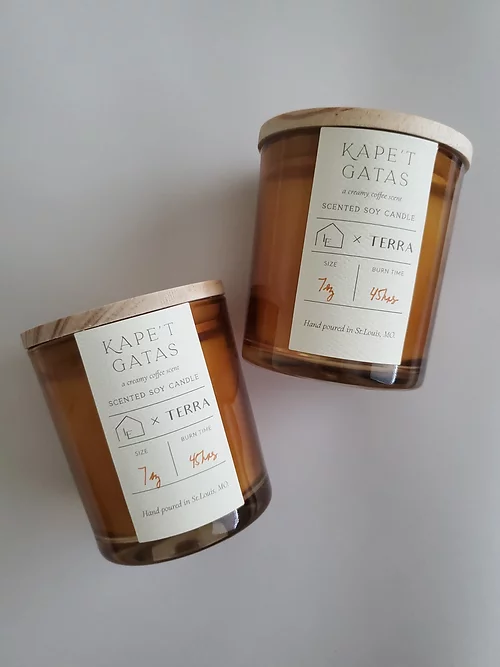 KAPE'T
GATAS
a creamy coffee scent
SCENTED SOY CANDLE
LE × TERRA
SIZE
BURN TIME
7oz
45hrs
Hand poured in St.Louis, MO.
KAPE'T
GATAS
a creamy coffee scent
SCENTED SOY CANDLE
LE × TERRA
SIZE
BURN TIME
7oz
45hrs
Hand poured in St.Louis, MO.